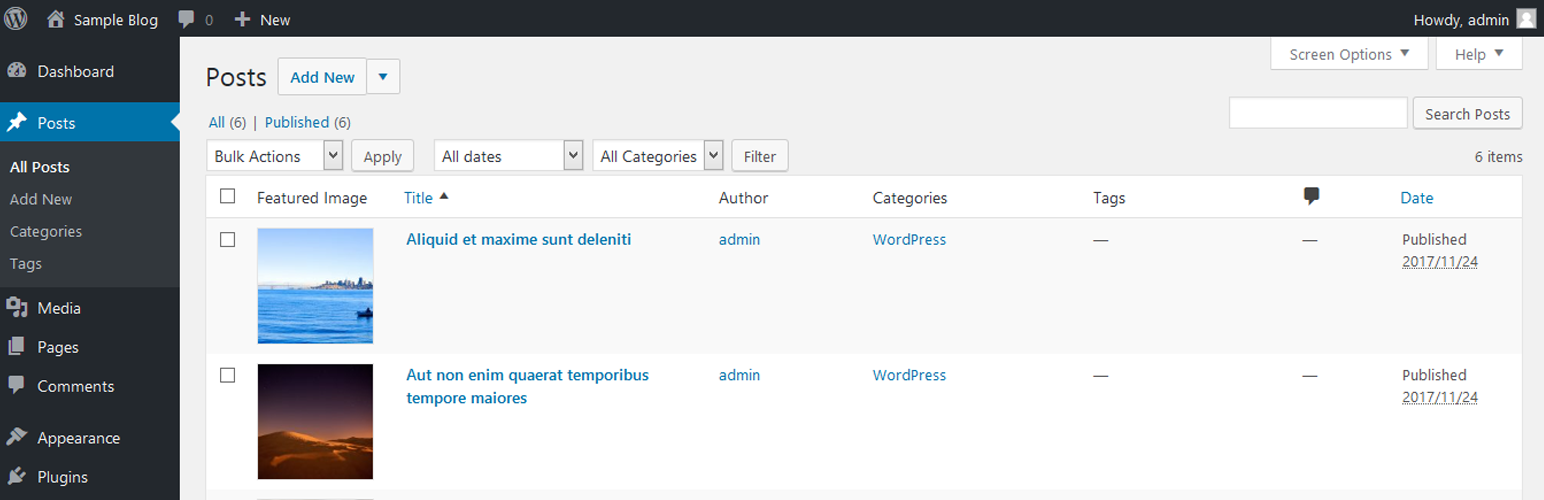 Sample Blog 0 New Howdy, admin
Dashboard
Posts
All Posts
Add New
Categories
Tags
Media
Pages
Comments
Appearance
Plugins
Screen Options Help
Posts Add New
All (6) | Published (6)
Search Posts
Bulk Actions Apply All dates All Categories Filter 6 items
Featured Image Title Author Categories Tags Date
Aliquid et maxime sunt deleniti admin WordPress — — Published
2017/11/24
Aut non enim quaerat temporibus admin WordPress — — Published
tempore maiores 2017/11/24